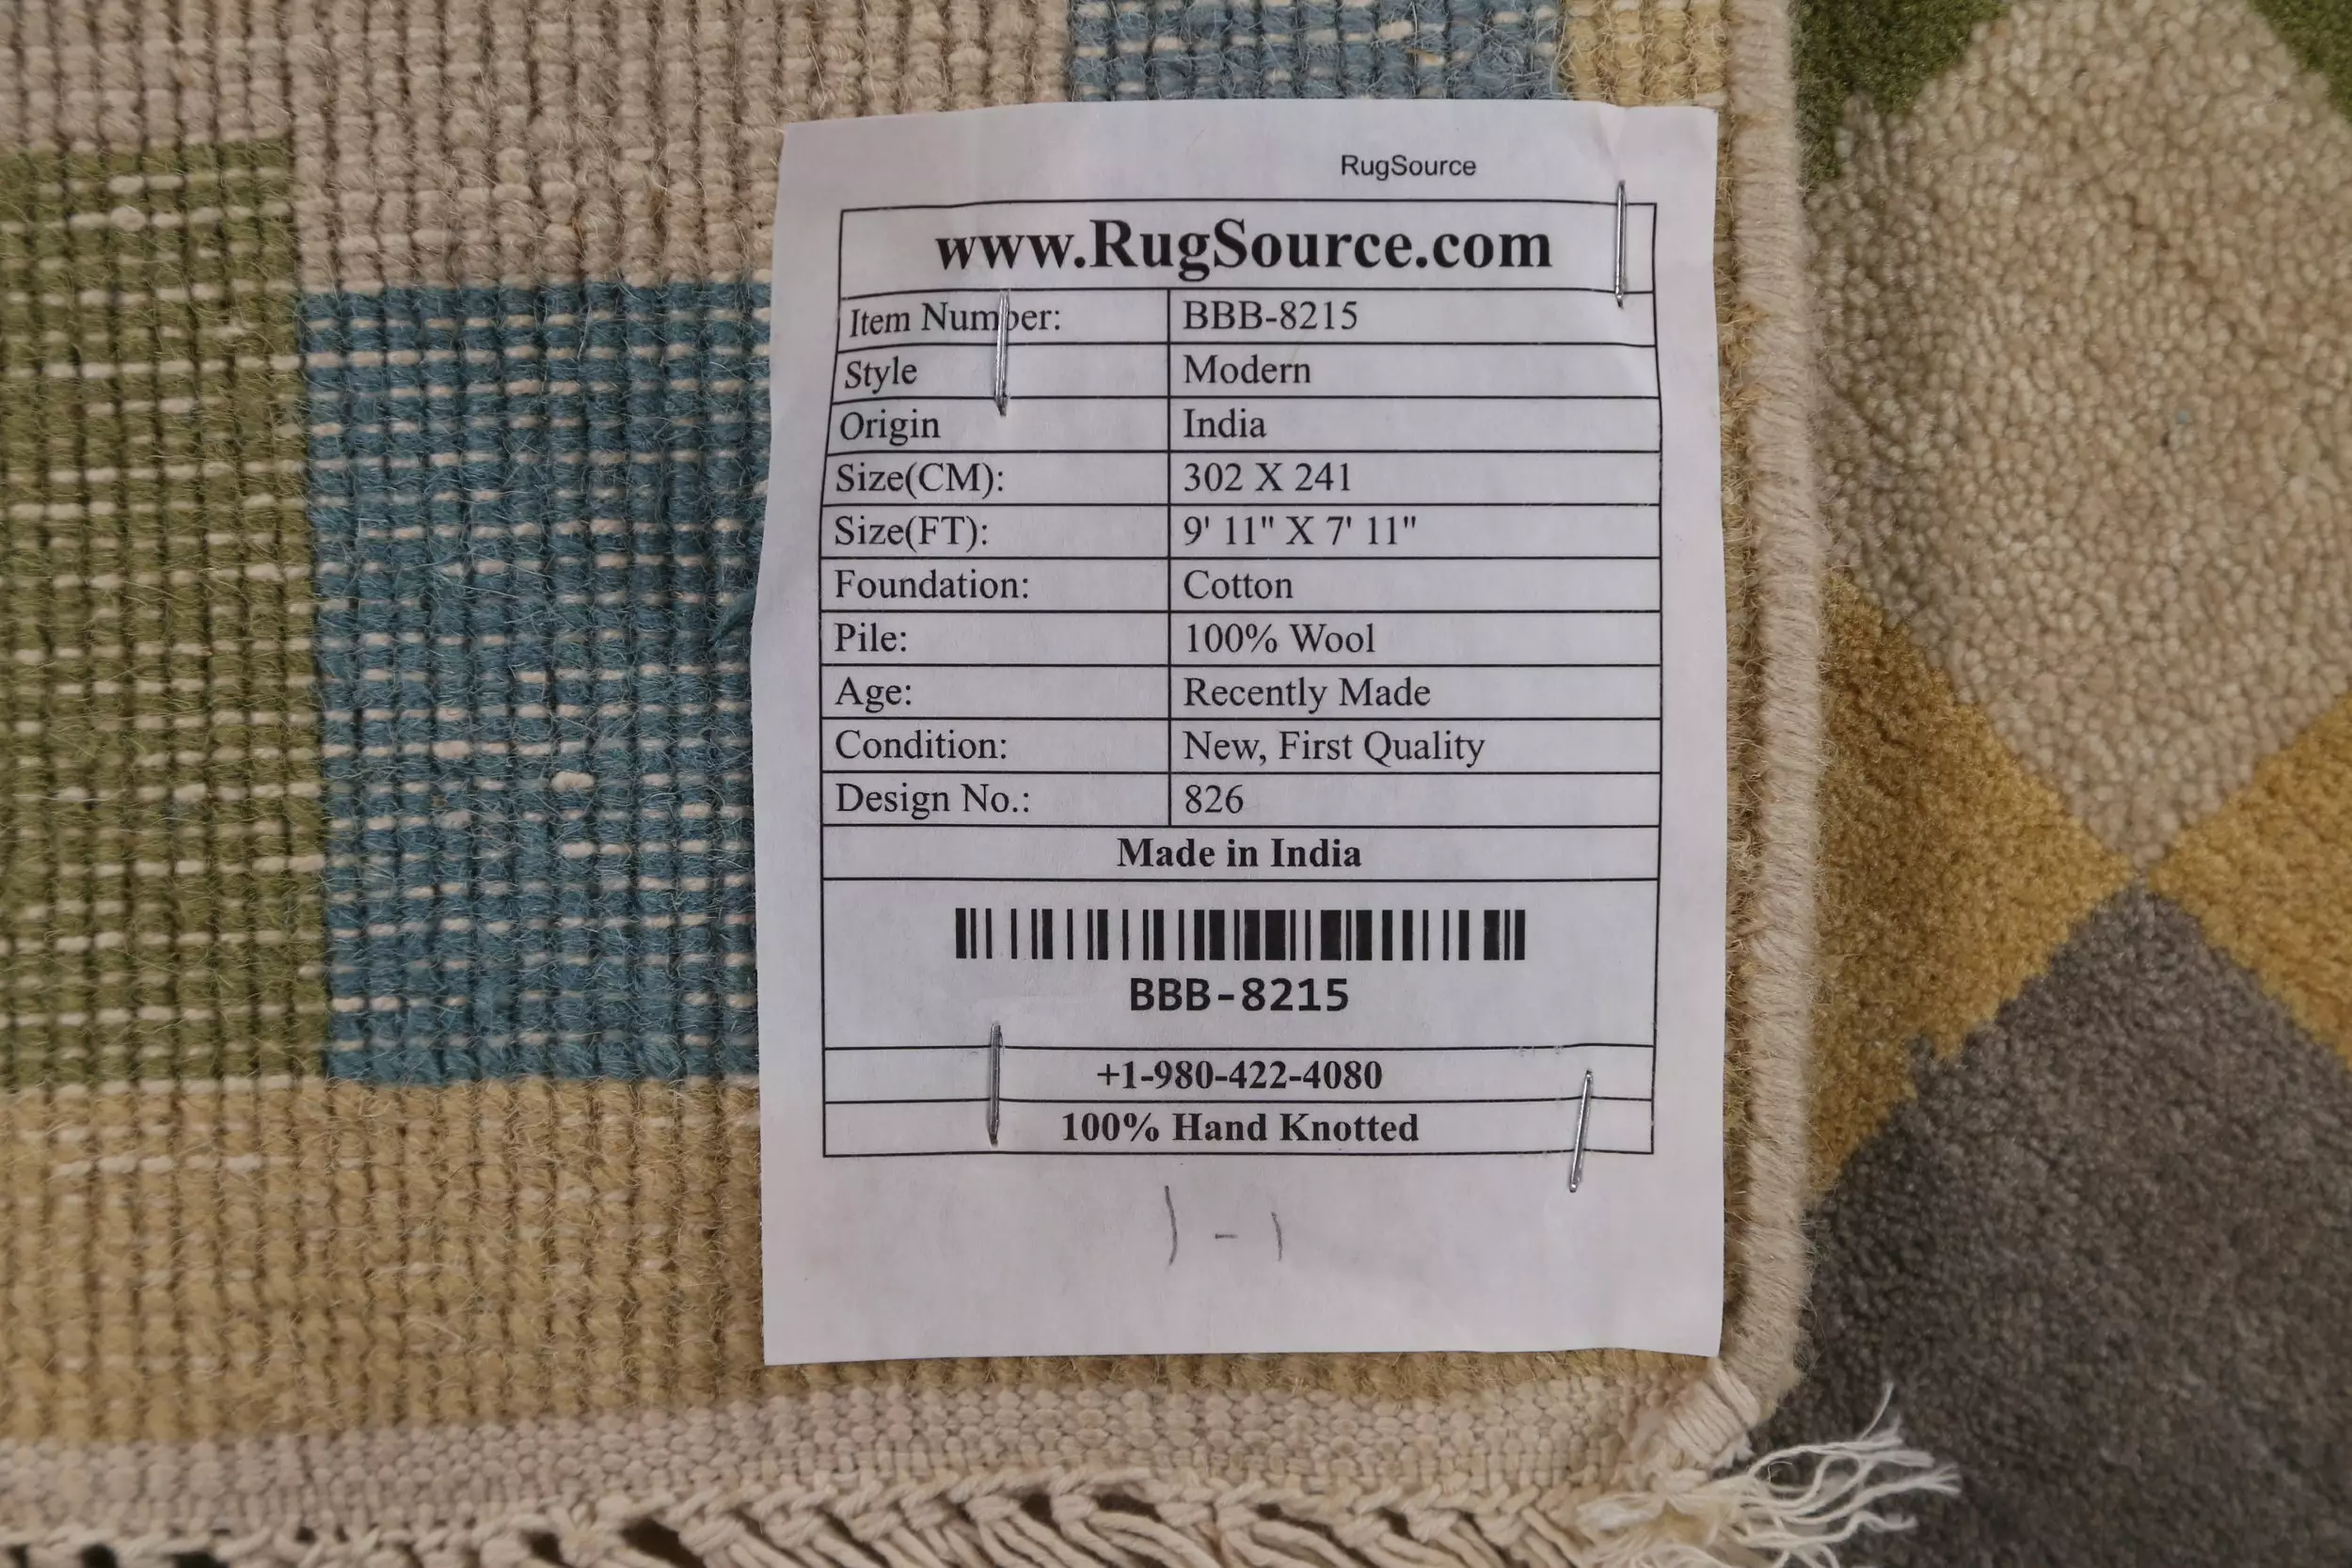 RugSource
www.RugSource.com
Item Number: BBB-8215
Style Modern
Origin India
Size(CM): 302 X 241
Size(FT): 9' 11" X 7' 11"
Foundation: Cotton
Pile: 100% Wool
Age: Recently Made
Condition: New, First Quality
Design No.: 826
Made in India
BBB-8215
+1-980-422-4080
100% Hand Knotted
1-1